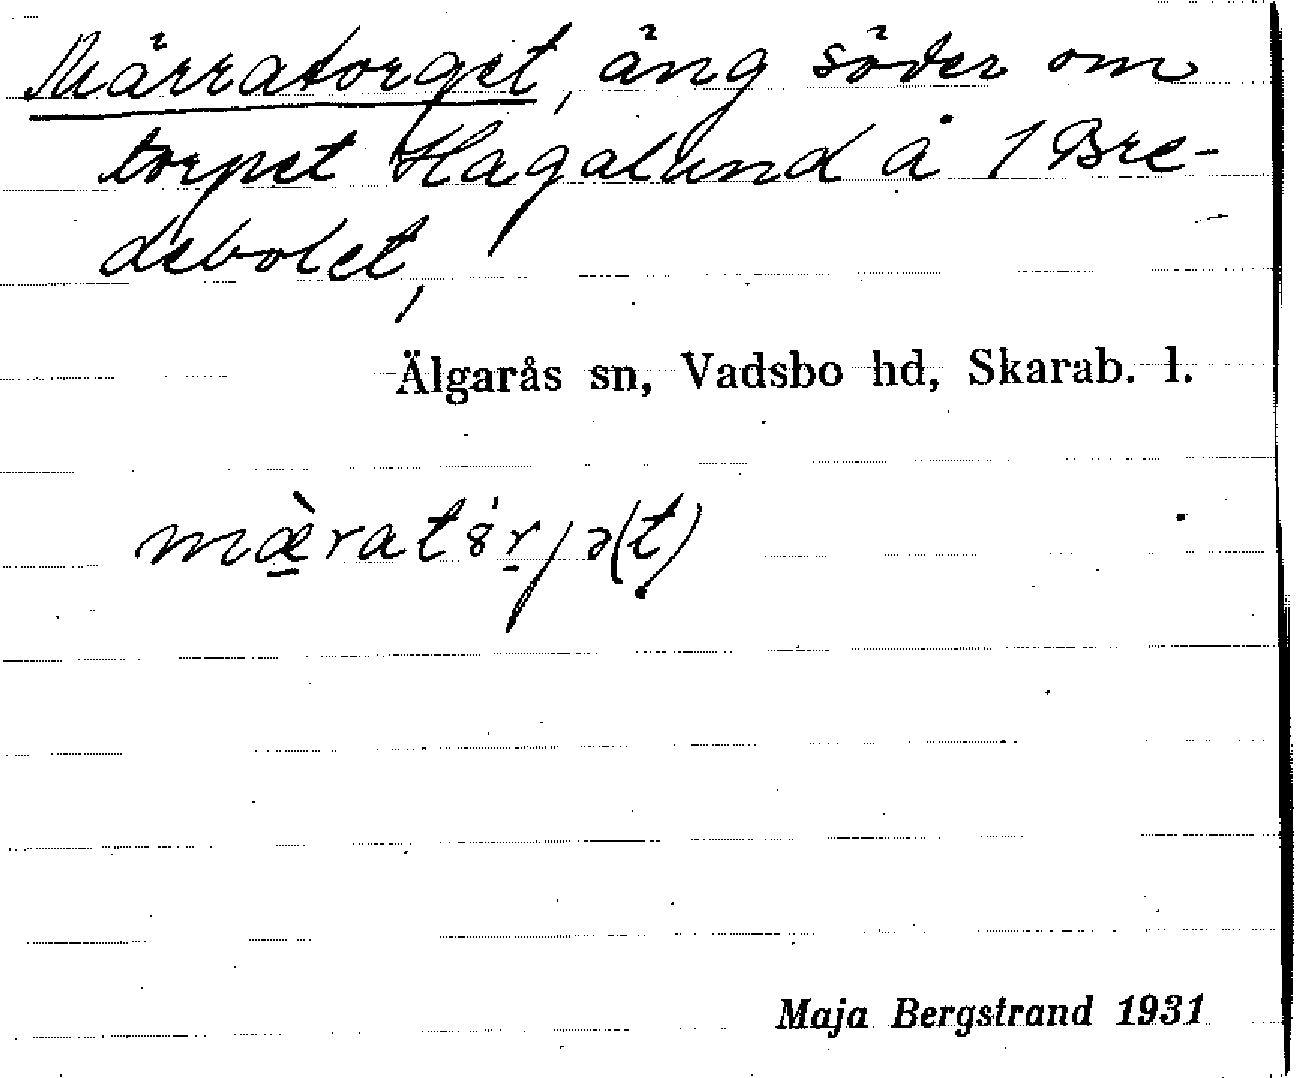 Märratorget, äng söder om
torpet Hagalund å 1 Bre-
debolet,
Älgarås sn, Vadsbo hd, Skarab. l.
Maja Bergstrand 1931